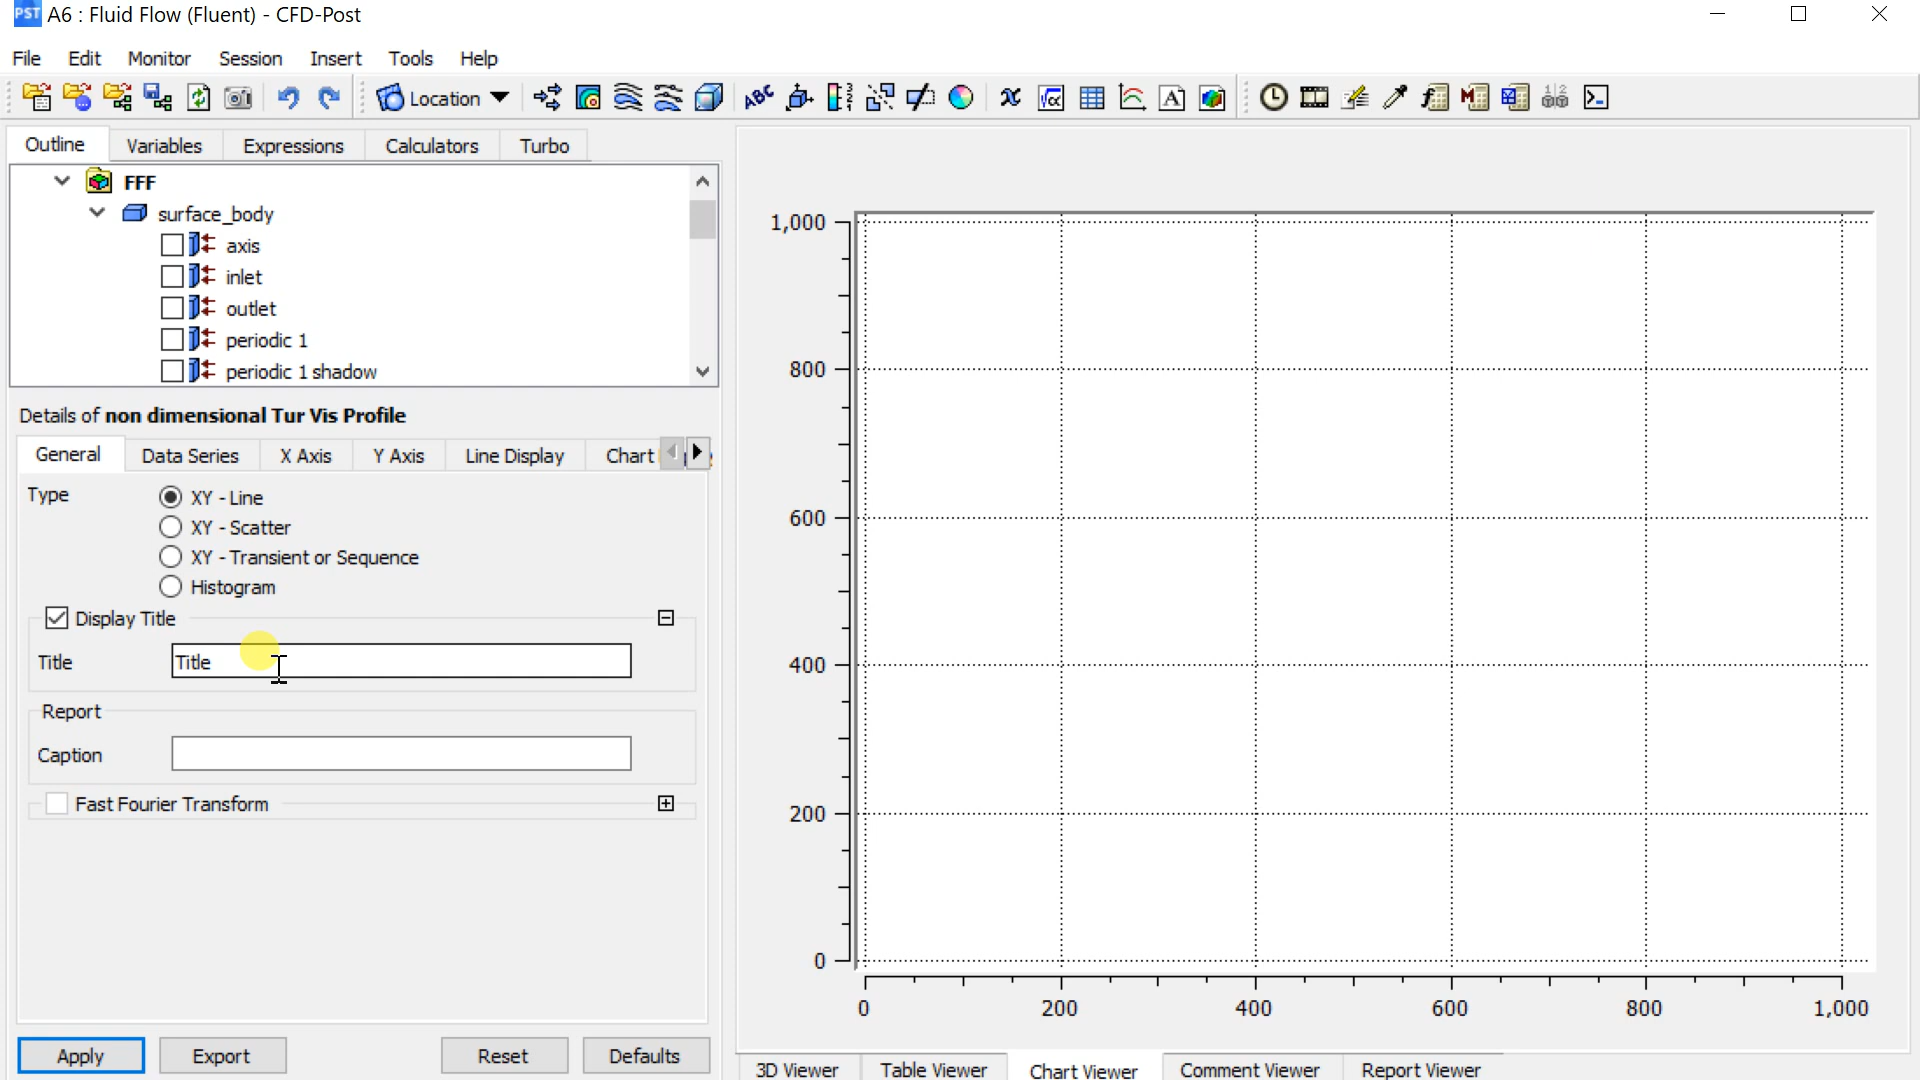 PST A6 : Fluid Flow (Fluent) - CFD-Post
File Edit Monitor Session Insert Tools Help
Location
Outline Variables Expressions Calculators Turbo
FFF
surface_body
axis
inlet
outlet
periodic 1
periodic 1 shadow
Details of non dimensional Tur Vis Profile
General Data Series X Axis Y Axis Line Display Chart
Type
XY - Line
XY - Scatter
XY - Transient or Sequence
Histogram
Display Title
Title Title
Report
Caption
Fast Fourier Transform
Apply Export Reset Defaults
1,000
800
600
400
200
0
0 200 400 600 800 1,000
3D Viewer Table Viewer Chart Viewer Comment Viewer Report Viewer